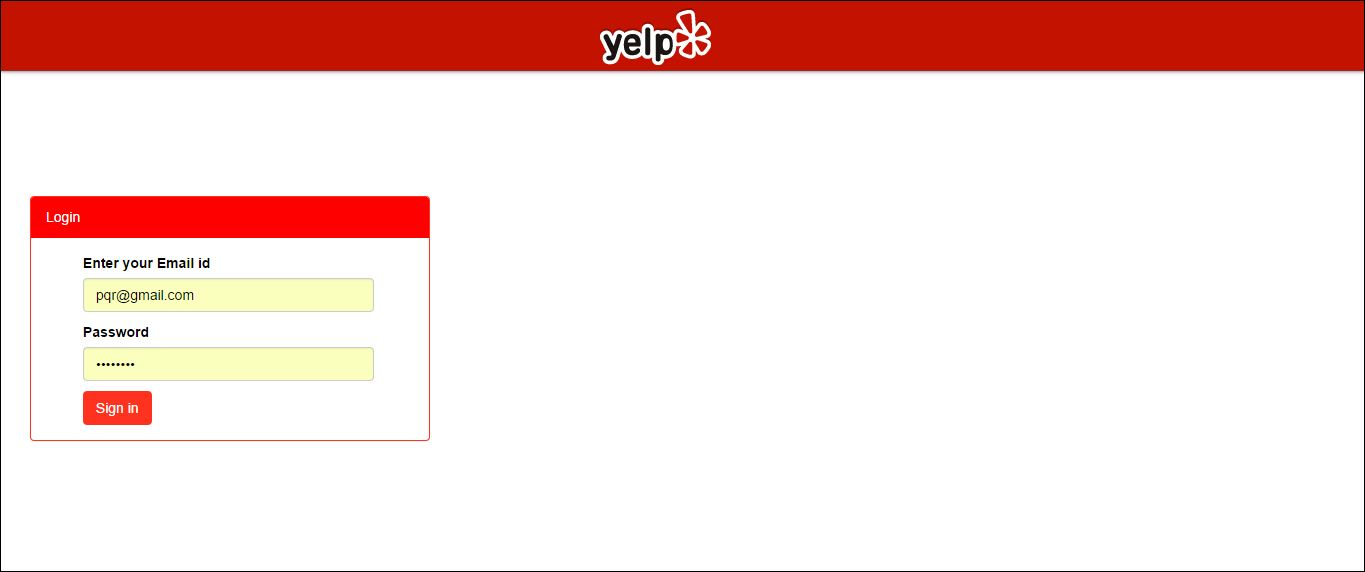 yelp
Login
Enter your Email id
pqr@gmail.com
Password
••••••••
Sign in